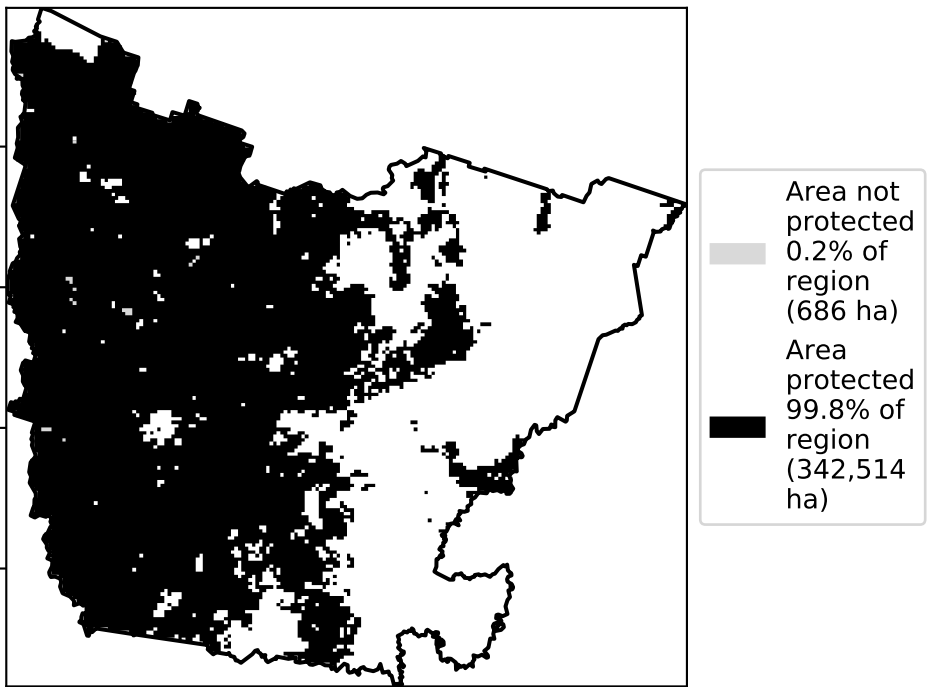 Area not
protected
0.2% of
region
(686 ha)
Area
protected
99.8% of
region
(342,514
ha)